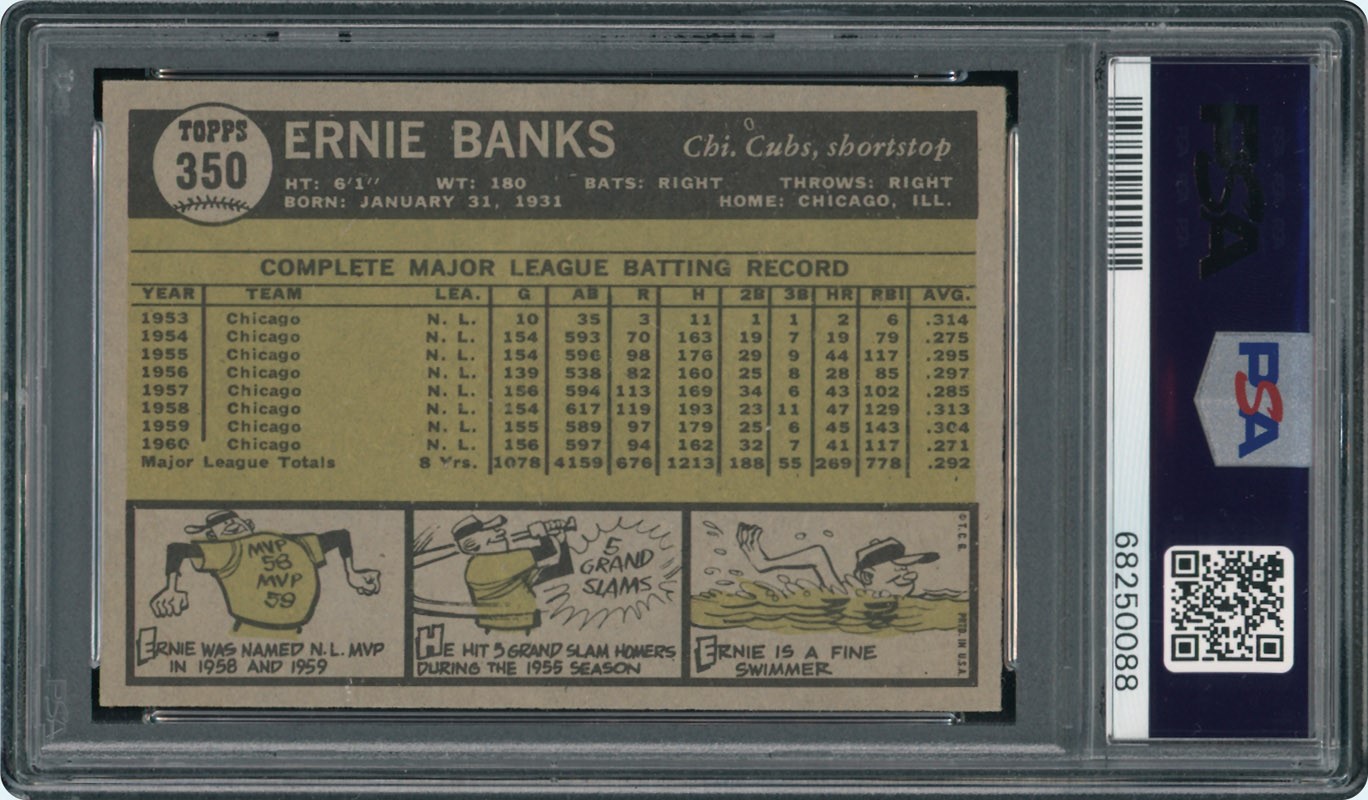 TOPPS
350
ERNIE BANKS
Chi. Cubs, shortstop
HT: 6'1" WT: 180 BATS: RIGHT THROWS: RIGHT
BORN: JANUARY 31, 1931 HOME: CHICAGO, ILL.
COMPLETE MAJOR LEAGUE BATTING RECORD
YEAR TEAM LEA. G AB R H 2B 3B HR RBI AVG.
1953 Chicago N. L. 10 35 3 11 1 1 2 6 .314
1954 Chicago N. L. 154 593 70 163 19 7 19 79 .275
1955 Chicago N. L. 154 596 98 176 29 9 44 117 .295
1956 Chicago N. L. 139 538 82 160 25 8 28 85 .297
1957 Chicago N. L. 156 594 113 169 34 6 43 102 .285
1958 Chicago N. L. 154 617 119 193 23 11 47 129 .313
1959 Chicago N. L. 155 589 97 179 25 6 45 143 .304
1960 Chicago N. L. 156 597 94 162 32 7 41 117 .271
Major League Totals 8 Yrs. 1078 4159 676 1213 188 55 269 778 .292
MVP
58
MVP
59
ERNIE WAS NAMED N.L. MVP
IN 1958 AND 1959
5
GRAND
SLAMS
HE HIT 5 GRAND SLAM HOMERS
DURING THE 1955 SEASON
ERNIE IS A FINE
SWIMMER
© T.C.G.
PRTD. IN U.S.A.
PSA
PSA
68250088
PSA